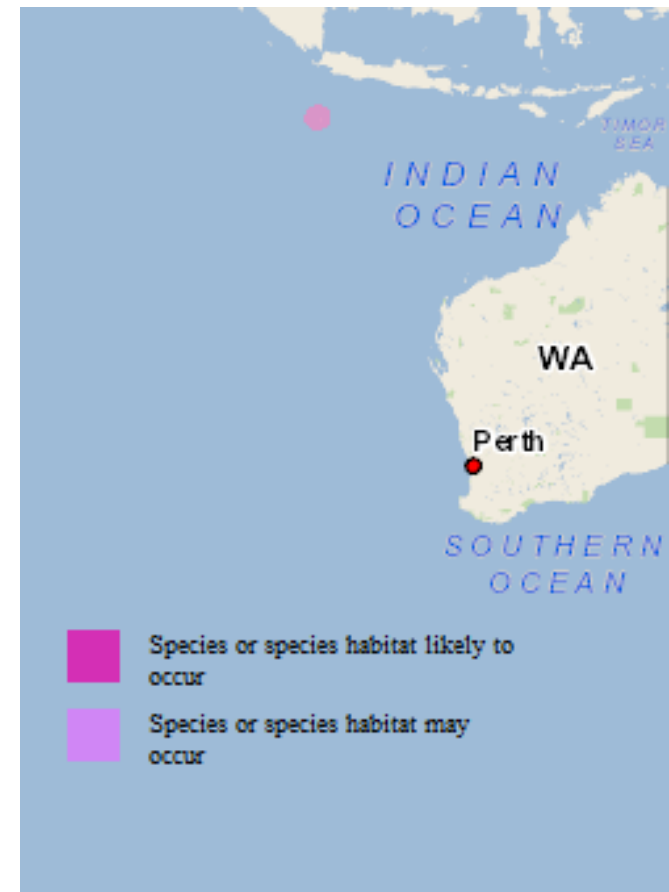 TIMOR
SEA
INDIAN
OCEAN
WA
Perth
SOUTHERN
OCEAN
Species or species habitat likely to
occur
Species or species habitat may
occur